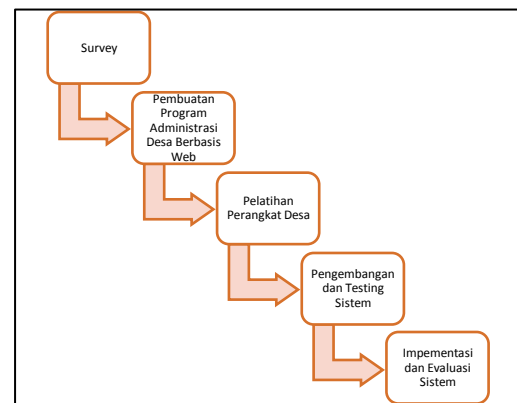 Survey
Pembuatan
Program
Administrasi
Desa Berbasis
Web
Pelatihan
Perangkat Desa
Pengembangan
dan Testing
Sistem
Impementasi
dan Evaluasi
Sistem